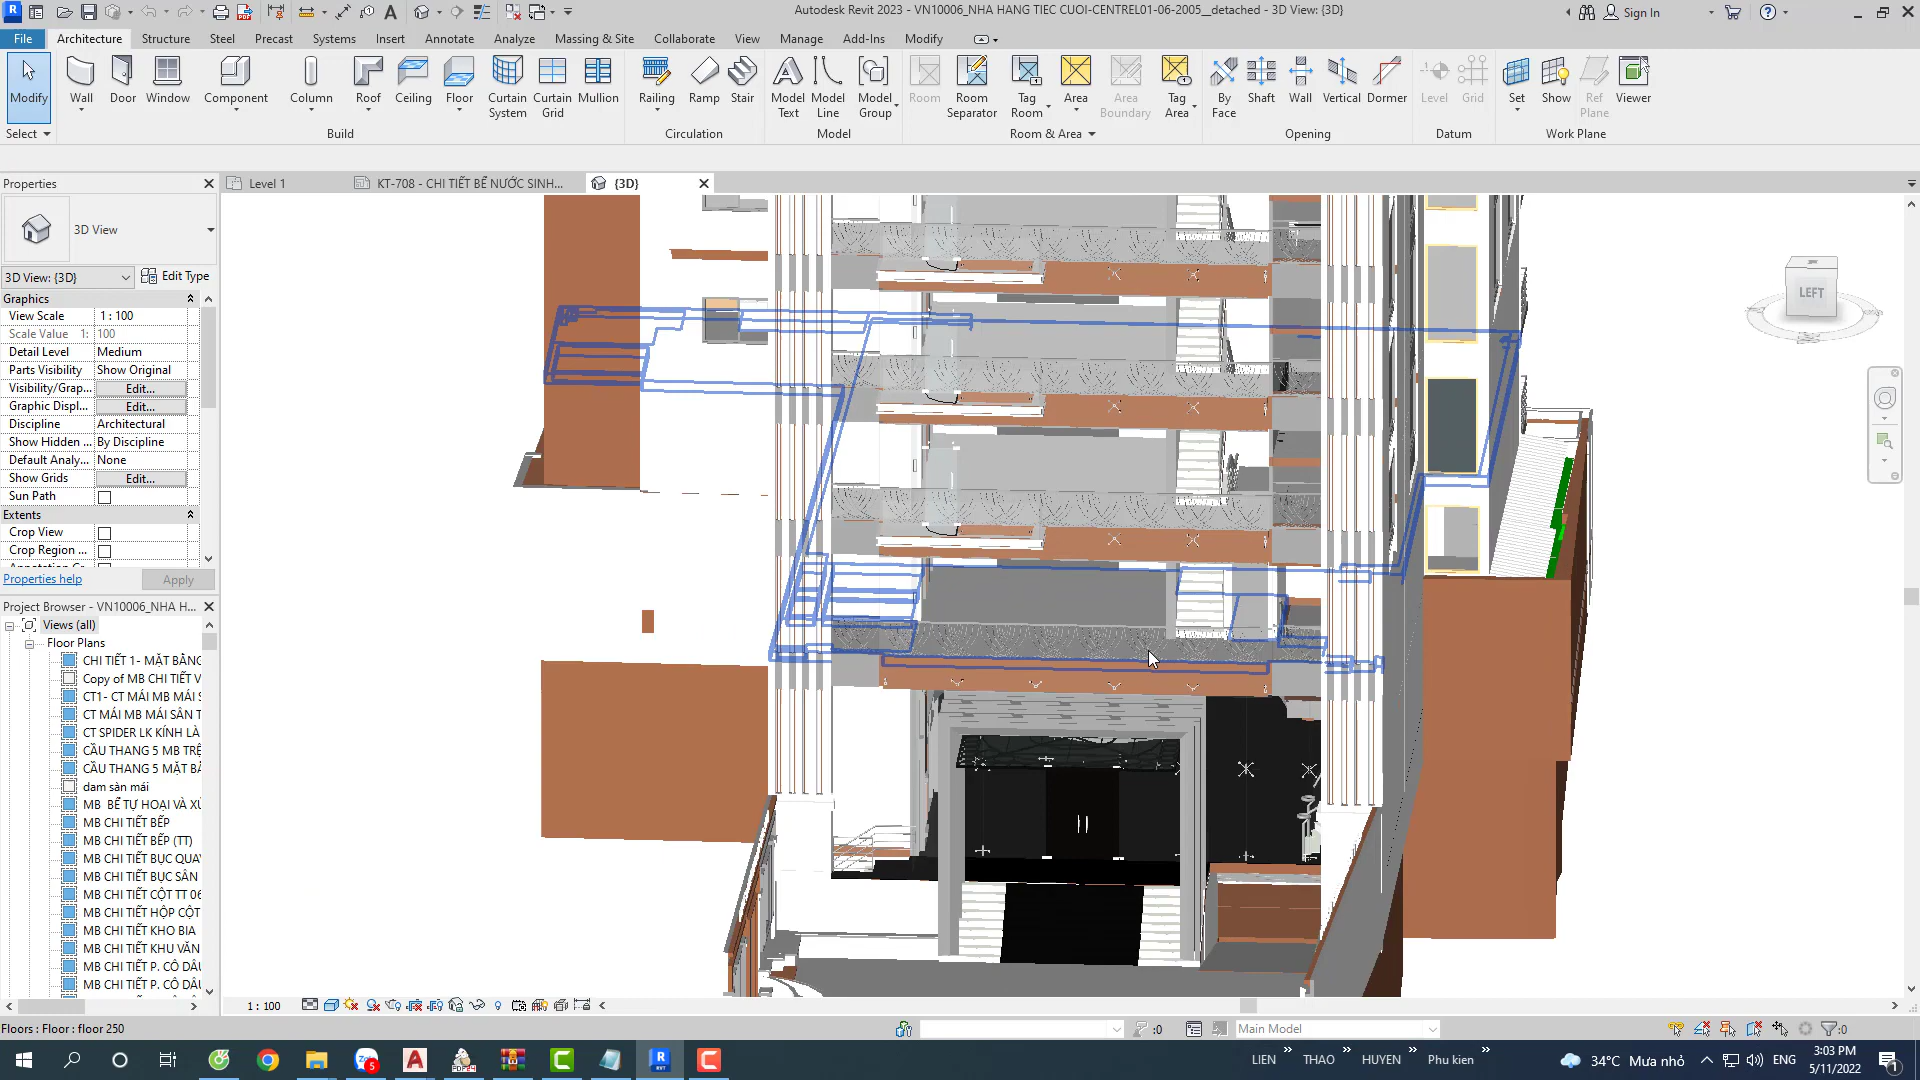 Autodesk Revit 2023 - VN10006_NHA HANG TIEC CUOI-CENTREL01-06-2005__detached - 3D View: {3D}
Sign In
File Architecture Structure Steel Precast Systems Insert Annotate Analyze Massing & Site Collaborate View Manage Add-Ins Modify
Modify Wall Door Window Component Column Roof Ceiling Floor Curtain System Curtain Grid Mullion Railing Ramp Stair Model Text Model Line Model Group Room Room Separator Tag Room Area Area Boundary Tag Area By Face Shaft Wall Vertical Dormer Level Grid Set Show Ref Plane Viewer
Select Build Circulation Model Room & Area Opening Datum Work Plane
Properties
Level 1 KT-708 - CHI TIẾT BỂ NƯỚC SINH... {3D}
3D View
3D View: {3D} Edit Type
Graphics
View Scale 1 : 100
Scale Value 1: 100
Detail Level Medium
Parts Visibility Show Original
Visibility/Grap... Edit...
Graphic Displ... Edit...
Discipline Architectural
Show Hidden ... By Discipline
Default Analy... None
Show Grids Edit...
Sun Path
Extents
Crop View
Crop Region ...
Properties help Apply
Project Browser - VN10006_NHA H...
Views (all)
Floor Plans
CHI TIẾT 1- MẶT BẰNG
Copy of MB CHI TIẾT V
CT1- CT MÁI MB MÁI S
CT MÁI MB MÁI SÂN T
CT SPIDER LK KÍNH LÀ
CẦU THANG 5 MB TRỆ
CẦU THANG 5 MẶT BẰ
dam sàn mái
MB BỂ TỰ HOẠI VÀ XỬ
MB CHI TIẾT BẾP
MB CHI TIẾT BẾP (TT)
MB CHI TIẾT BỤC QUA
MB CHI TIẾT BỤC SÂN
MB CHI TIẾT CỘT TT 06
MB CHI TIẾT HỘP CỘT
MB CHI TIẾT KHO BIA
MB CHI TIẾT KHU VĂN
MB CHI TIẾT P. CÔ DÂU
MB CHI TIẾT P. CÔ DÂU
LEFT
1 : 100
Floors : Floor : floor 250
:0
Main Model
:0
LIEN THAO HUYEN Phu kien
34°C Mưa nhỏ
ENG
3:03 PM
5/11/2022